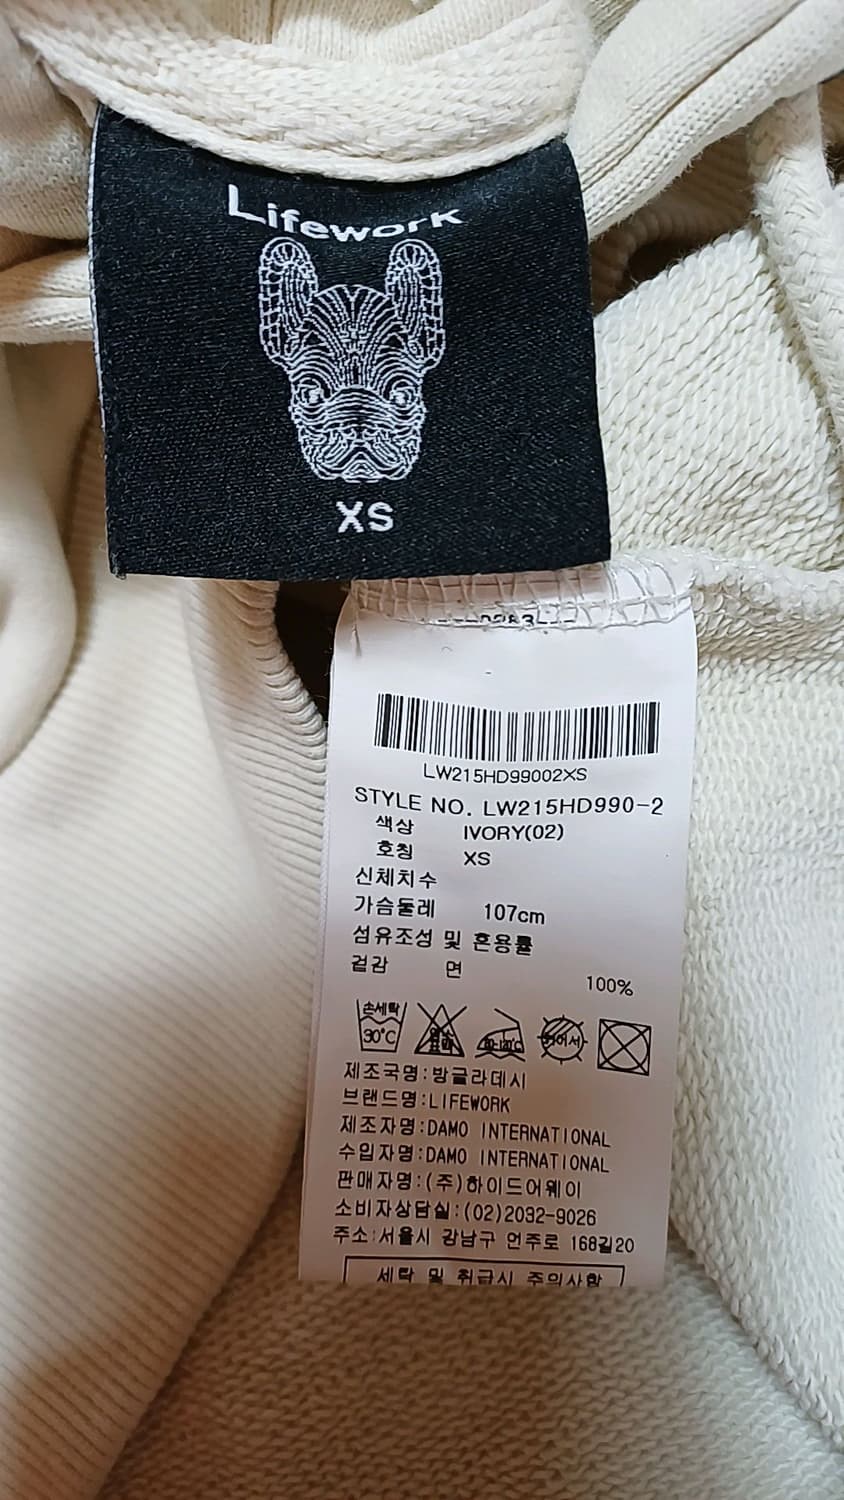 Lifework
XS
LW215HD99002XS
STYLE NO. LW215HD990-2
색상 IVORY(02)
호칭 XS
신체치수
가슴둘레 107cm
섬유조성 및 혼용률
겉감 면 100%
손세탁
30°C
제조국명:방글라데시
브랜드명:LIFEWORK
제조자명:DAMO INTERNATIONAL
수입자명:DAMO INTERNATIONAL
판매자명:(주)하이드어웨이
소비자상담실:(02)2032-9026
주소:서울시 강남구 언주로 168길20
세탁 및 취급시 주의사항